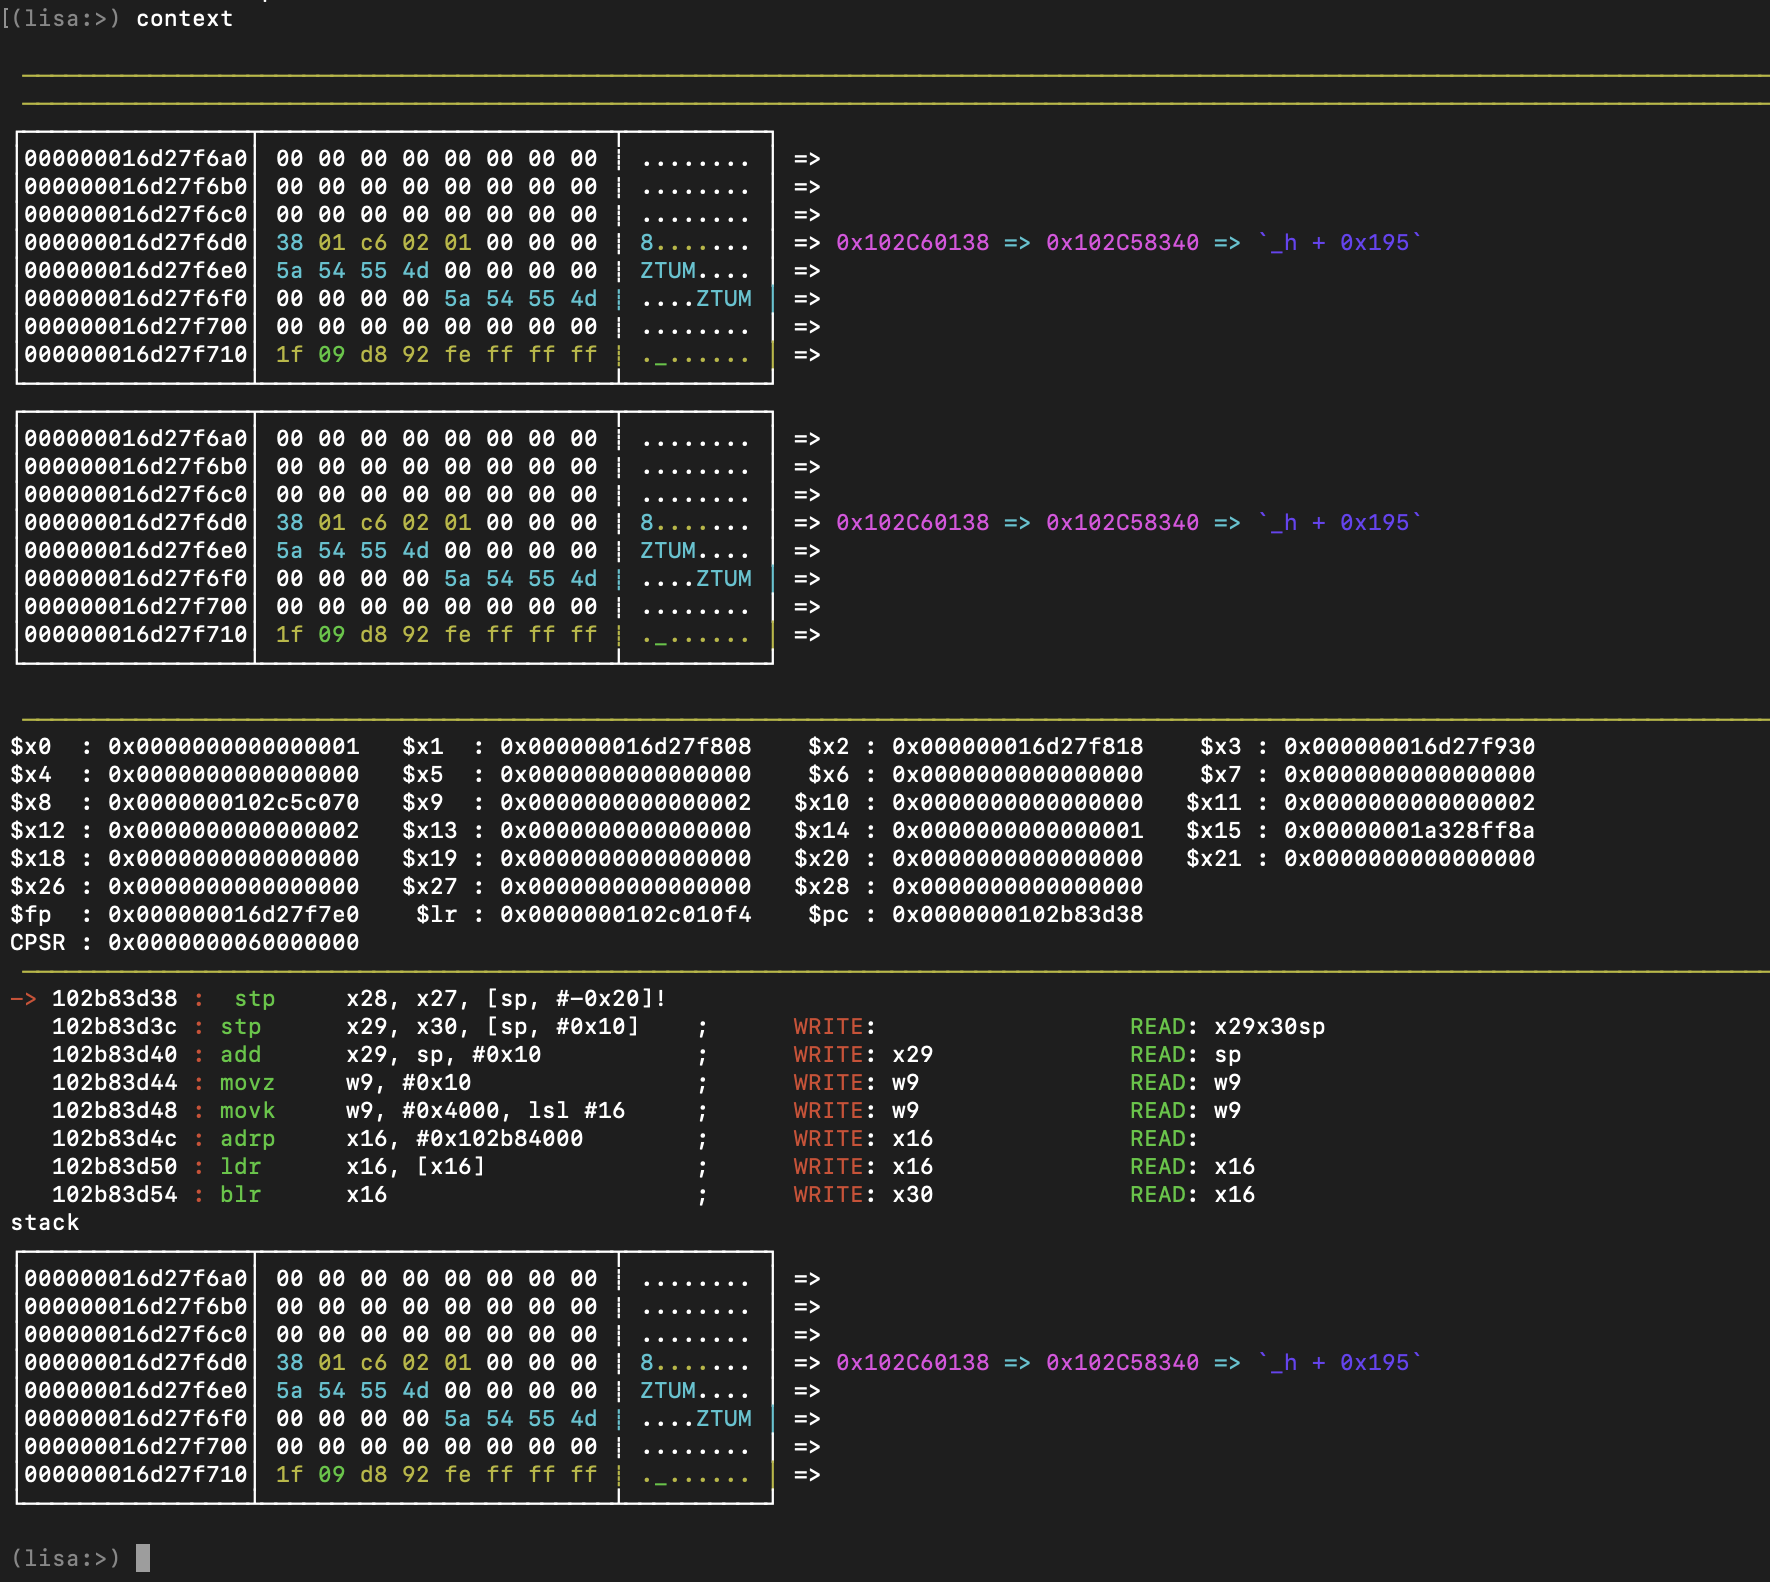 [(lisa:>) context
000000016d27f6a0 00 00 00 00 00 00 00 00 ........ =>
000000016d27f6b0 00 00 00 00 00 00 00 00 ........ =>
000000016d27f6c0 00 00 00 00 00 00 00 00 ........ =>
000000016d27f6d0 38 01 c6 02 01 00 00 00 8....... => 0x102C60138 => 0x102C58340 => `_h + 0x195`
000000016d27f6e0 5a 54 55 4d 00 00 00 00 ZTUM.... =>
000000016d27f6f0 00 00 00 00 5a 54 55 4d ....ZTUM =>
000000016d27f700 00 00 00 00 00 00 00 00 ........ =>
000000016d27f710 1f 09 d8 92 fe ff ff ff ._...... =>
000000016d27f6a0 00 00 00 00 00 00 00 00 ........ =>
000000016d27f6b0 00 00 00 00 00 00 00 00 ........ =>
000000016d27f6c0 00 00 00 00 00 00 00 00 ........ =>
000000016d27f6d0 38 01 c6 02 01 00 00 00 8....... => 0x102C60138 => 0x102C58340 => `_h + 0x195`
000000016d27f6e0 5a 54 55 4d 00 00 00 00 ZTUM.... =>
000000016d27f6f0 00 00 00 00 5a 54 55 4d ....ZTUM =>
000000016d27f700 00 00 00 00 00 00 00 00 ........ =>
000000016d27f710 1f 09 d8 92 fe ff ff ff ._...... =>
$x0 : 0x0000000000000001 $x1 : 0x000000016d27f808 $x2 : 0x000000016d27f818 $x3 : 0x000000016d27f930
$x4 : 0x0000000000000000 $x5 : 0x0000000000000000 $x6 : 0x0000000000000000 $x7 : 0x0000000000000000
$x8 : 0x0000000102c5c070 $x9 : 0x0000000000000002 $x10 : 0x0000000000000000 $x11 : 0x0000000000000002
$x12 : 0x0000000000000002 $x13 : 0x0000000000000000 $x14 : 0x0000000000000001 $x15 : 0x00000001a328ff8a
$x18 : 0x0000000000000000 $x19 : 0x0000000000000000 $x20 : 0x0000000000000000 $x21 : 0x0000000000000000
$x26 : 0x0000000000000000 $x27 : 0x0000000000000000 $x28 : 0x0000000000000000
$fp : 0x000000016d27f7e0 $lr : 0x0000000102c010f4 $pc : 0x0000000102b83d38
CPSR : 0x0000000060000000
-> 102b83d38 : stp x28, x27, [sp, #-0x20]!
102b83d3c : stp x29, x30, [sp, #0x10] ; WRITE: READ: x29x30sp
102b83d40 : add x29, sp, #0x10 ; WRITE: x29 READ: sp
102b83d44 : movz w9, #0x10 ; WRITE: w9 READ: w9
102b83d48 : movk w9, #0x4000, lsl #16 ; WRITE: w9 READ: w9
102b83d4c : adrp x16, #0x102b84000 ; WRITE: x16 READ:
102b83d50 : ldr x16, [x16] ; WRITE: x16 READ: x16
102b83d54 : blr x16 ; WRITE: x30 READ: x16
stack
000000016d27f6a0 00 00 00 00 00 00 00 00 ........ =>
000000016d27f6b0 00 00 00 00 00 00 00 00 ........ =>
000000016d27f6c0 00 00 00 00 00 00 00 00 ........ =>
000000016d27f6d0 38 01 c6 02 01 00 00 00 8....... => 0x102C60138 => 0x102C58340 => `_h + 0x195`
000000016d27f6e0 5a 54 55 4d 00 00 00 00 ZTUM.... =>
000000016d27f6f0 00 00 00 00 5a 54 55 4d ....ZTUM =>
000000016d27f700 00 00 00 00 00 00 00 00 ........ =>
000000016d27f710 1f 09 d8 92 fe ff ff ff ._...... =>
(lisa:>)